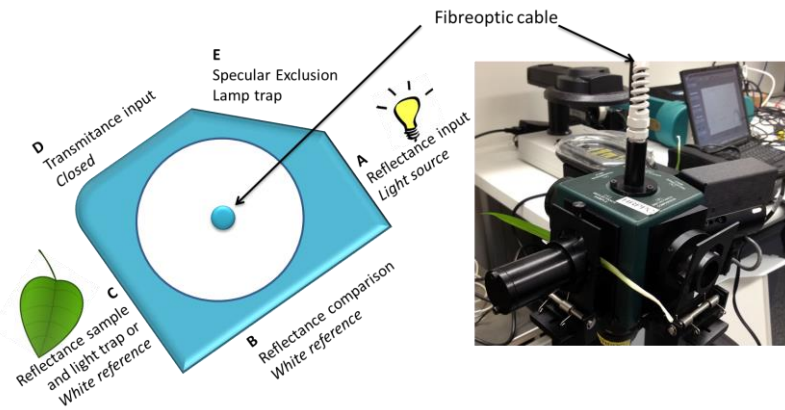 Fibreoptic cable
E
Specular Exclusion
Lamp trap
D
Transmitance input
Closed
A
Reflectance input
Light source
B
Reflectance comparison
White reference
C
Reflectance sample
and light trap or
White reference